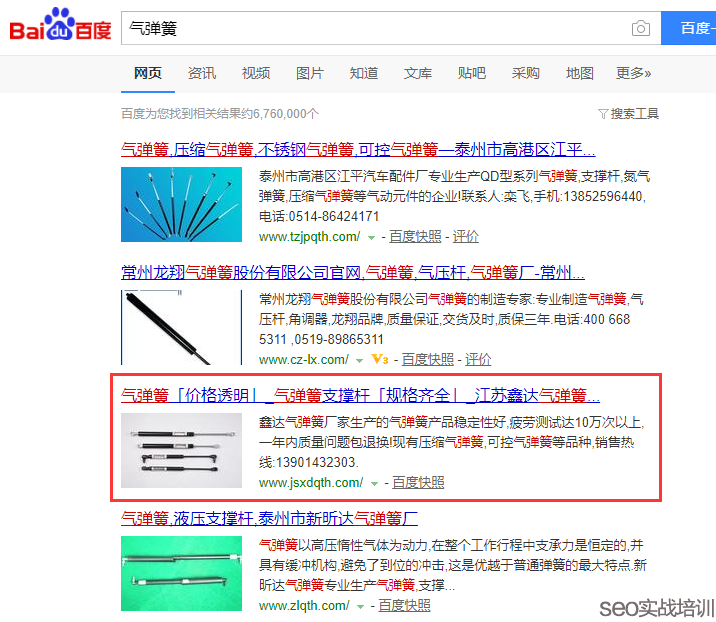 Bai du 百度
气弹簧
百度一
网页 资讯 视频 图片 知道 文库 贴吧 采购 地图 更多»
百度为您找到相关结果约6,760,000个
搜索工具
气弹簧,压缩气弹簧,不锈钢气弹簧,可控气弹簧—泰州市高港区江平...
泰州市高港区江平汽车配件厂专业生产QD型系列气弹簧,支撑杆,氮气
弹簧,压缩气弹簧等气动元件的企业!联系人:栾飞,手机:13852596440,
电话:0514-86424171
www.tzjpqth.com/ - 百度快照 - 评价
常州龙翔气弹簧股份有限公司官网,气弹簧,气压杆,气弹簧厂-常州...
常州龙翔气弹簧股份有限公司气弹簧的制造专家:专业制造气弹簧,气
压杆,角调器,龙翔品牌,质量保证,交货及时,质保三年.电话:400 668
5311 ,0519-89865311
www.cz-lx.com/ V3 - 百度快照 - 评价
气弹簧「价格透明」_气弹簧支撑杆「规格齐全」_江苏鑫达气弹簧...
鑫达气弹簧厂家生产的气弹簧产品稳定性好,疲劳测试达10万次以上,
一年内质量问题包退换!现有压缩气弹簧,可控气弹簧等品种,销售热
线:13901432303.
www.jsxdqth.com/ - 百度快照
气弹簧,液压支撑杆,泰州市新昕达气弹簧厂
气弹簧以高压惰性气体为动力,在整个工作行程中支承力是恒定的,并
具有缓冲机构,避免了到位的冲击,这是优越于普通弹簧的最大特点.新
昕达气弹簧专业生产气弹簧,支撑...
www.zlqth.com/ - 百度快照
seo实战培训